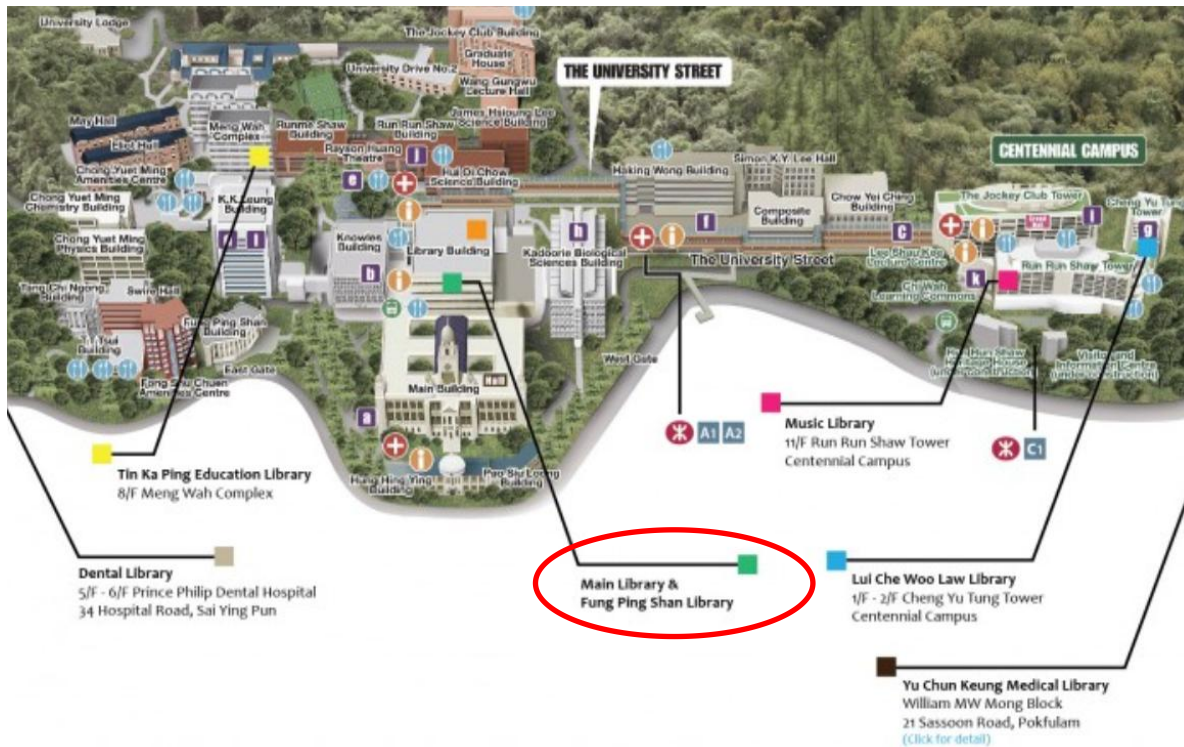 University Lodge
The Jockey Club Building
Graduate House
University Drive No.2
Wang Gungwu Lecture Hall
THE UNIVERSITY STREET
May Hall
Meng Wah Complex
Runme Shaw Building
Run Run Shaw Building
James Hsioung Lee Science Building
Eliot Hall
Rayson Huang Theatre
Haking Wong Building
Simon K.Y. Lee Hall
CENTENNIAL CAMPUS
Chong Yuet Ming Amenities Centre
e
Hui Oi Chow Science Building
Chow Yei Ching Building
The Jockey Club Tower
Cheng Yu Tung Tower
Chong Yuet Ming Chemistry Building
K.K.Leung Building
Composite Building
Knowles Building
Library Building
h
f
c
g
Chong Yuet Ming Physics Building
Kadoorie Biological Sciences Building
The University Street
Lee Shau Kee Lecture Centre
Run Run Shaw Tower
b
k
Swire Hall
Chi Wah Learning Commons
Fung Ping Shan Building
T.T. Tsui Building
East Gate
West Gate
Fong Shu Chuen Amenities Centre
Main Building
a
Hung Hing Ying Building
Pao Siu Loong Building
A1 A2
C1
Music Library
11/F Run Run Shaw Tower
Centennial Campus
Tin Ka Ping Education Library
8/F Meng Wah Complex
Dental Library
5/F - 6/F Prince Philip Dental Hospital
34 Hospital Road, Sai Ying Pun
Main Library &
Fung Ping Shan Library
Lui Che Woo Law Library
1/F - 2/F Cheng Yu Tung Tower
Centennial Campus
Yu Chun Keung Medical Library
William MW Mong Block
21 Sassoon Road, Pokfulam
(Click for detail)